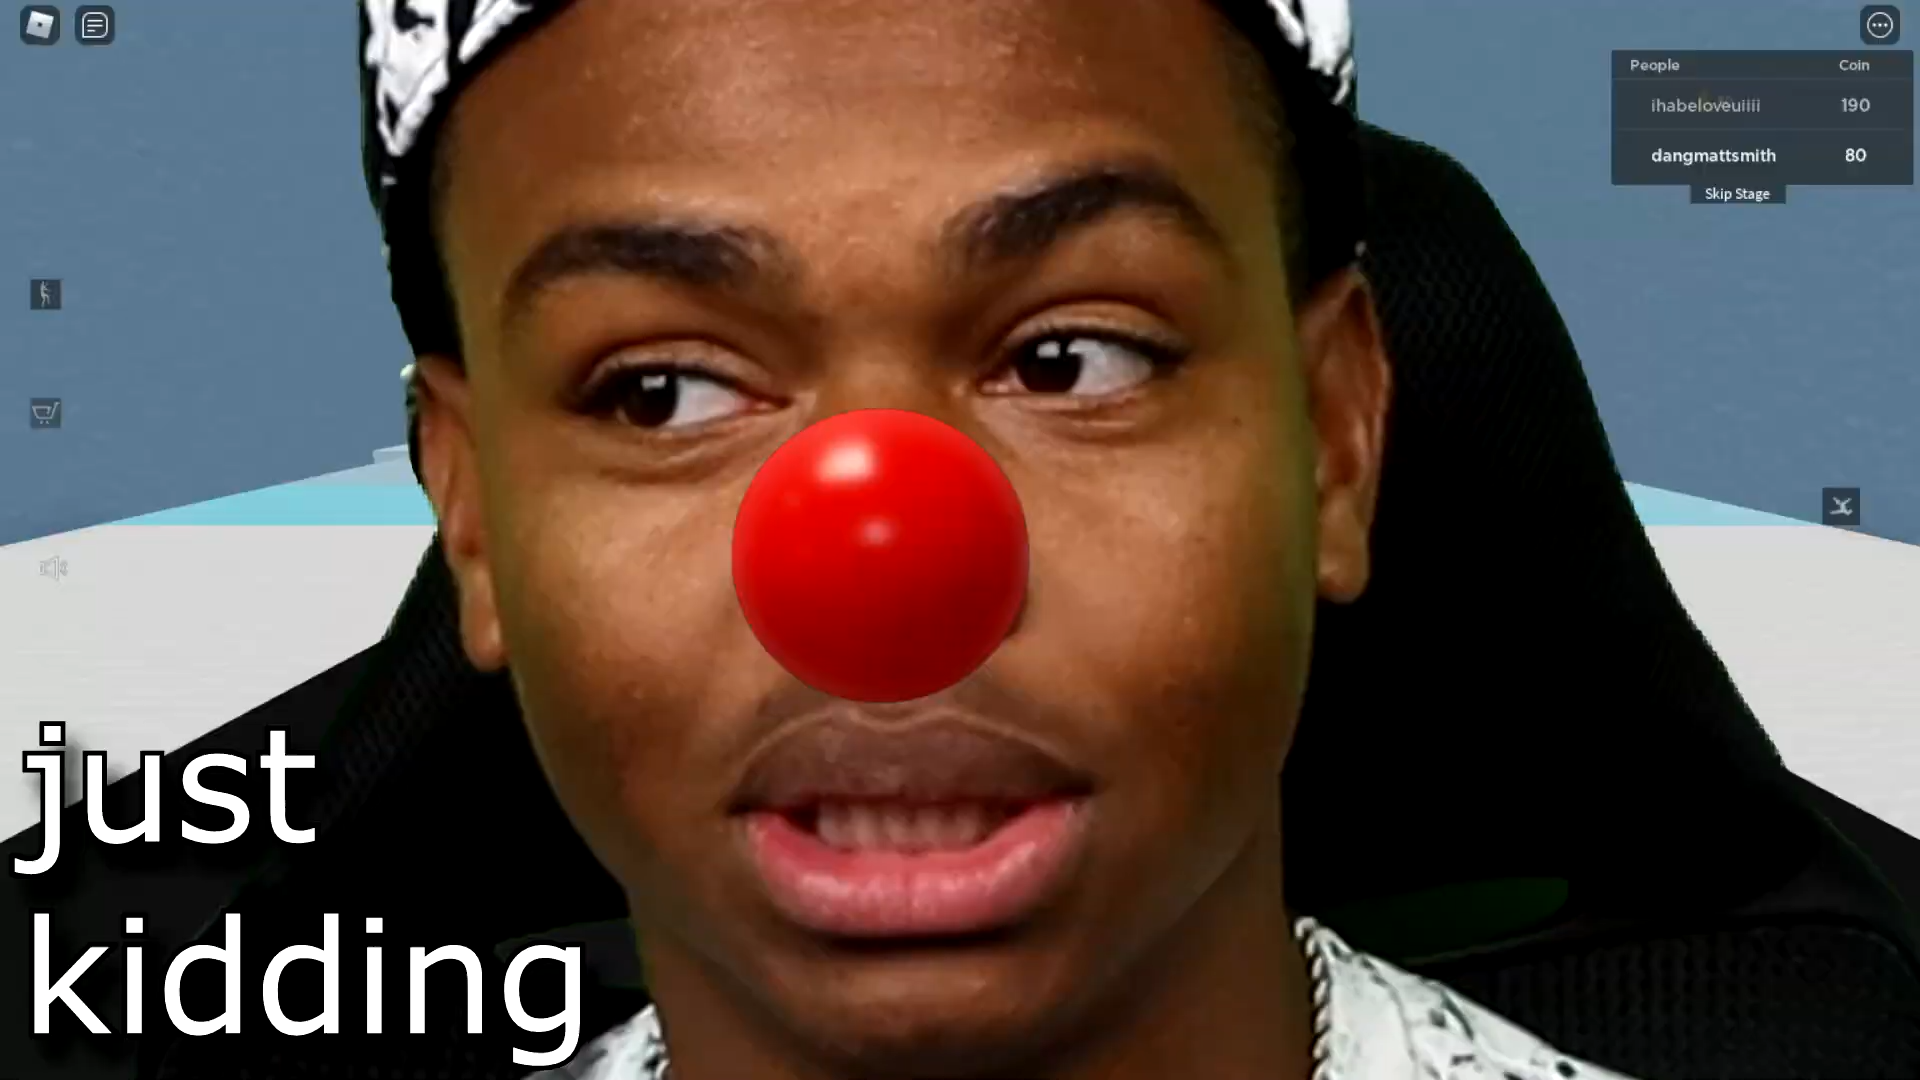 People Coin
ihabeloveuiiii 190
dangmattsmith 80
Skip Stage
just
kidding